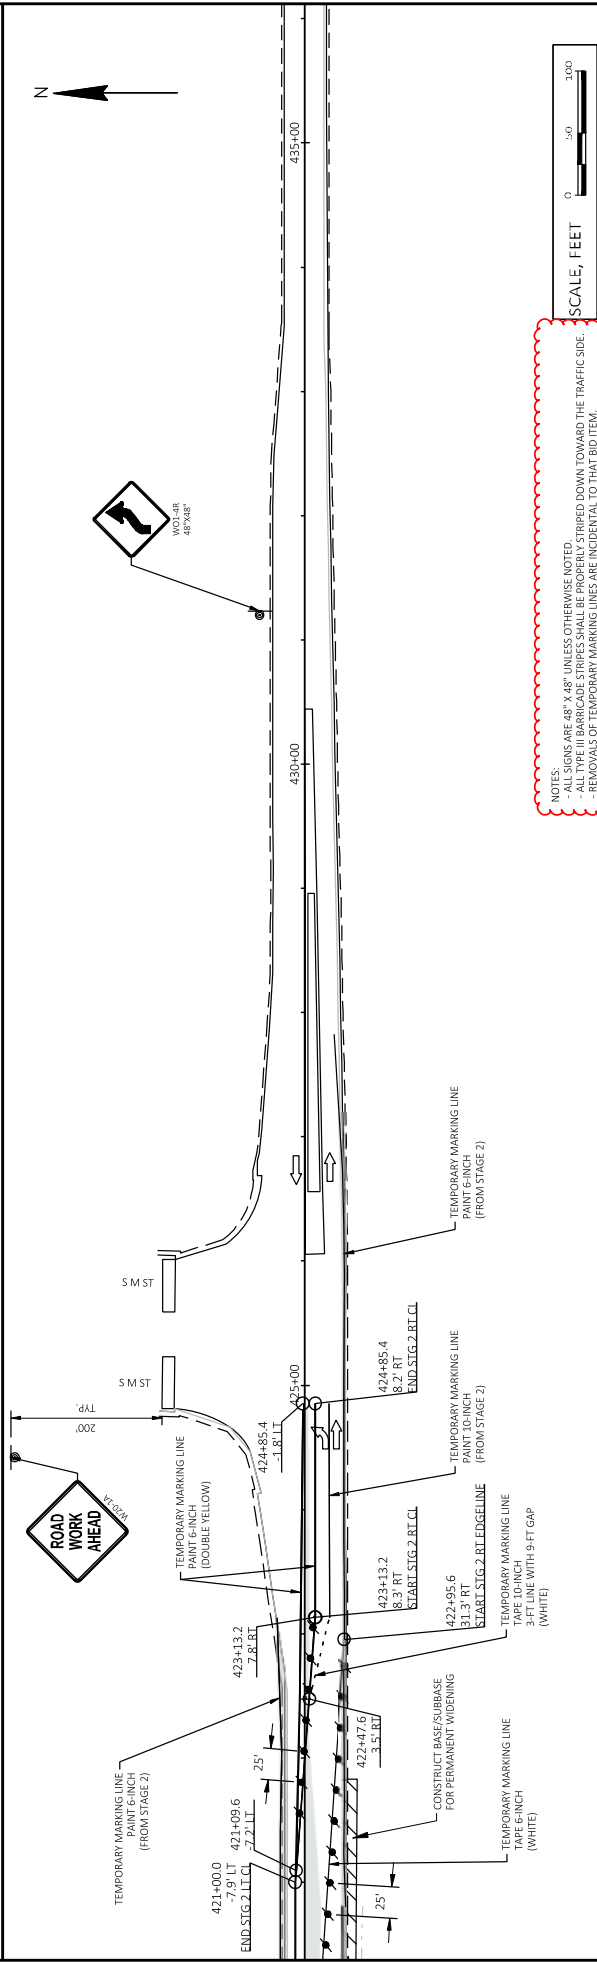 N
ROAD
WORK
AHEAD
W20-1A
200'
TYP.
S M ST
S M ST
WO1-4R
48"X48"
TEMPORARY MARKING LINE
PAINT 6-INCH
(FROM STAGE 2)
TEMPORARY MARKING LINE
PAINT 6-INCH
(DOUBLE YELLOW)
421+00.0
-7.9' LT
END STG 2 LT CL
421+09.6
-7.2' LT
25'
423+13.2
7.8' RT
424+85.4
-1.8' LT
425+00
430+00
435+00
25'
422+47.6
3.5' RT
423+13.2
8.3' RT
START STG 2 RT CL
424+85.4
8.2' RT
END STG 2 RT CL
422+95.6
31.3' RT
START STG 2 RT EDGELINE
CONSTRUCT BASE/SUBBASE
FOR PERMANENT WIDENING
TEMPORARY MARKING LINE
PAINT 10-INCH
(FROM STAGE 2)
TEMPORARY MARKING LINE
PAINT 6-INCH
(FROM STAGE 2)
TEMPORARY MARKING LINE
TAPE 6-INCH
(WHITE)
TEMPORARY MARKING LINE
TAPE 10-INCH
3-FT LINE WITH 9-FT GAP
(WHITE)
NOTES:
- ALL SIGNS ARE 48" X 48" UNLESS OTHERWISE NOTED.
- ALL TYPE III BARRICADE STRIPES SHALL BE PROPERLY STRIPED DOWN TOWARD THE TRAFFIC SIDE.
- REMOVALS OF TEMPORARY MARKING LINES ARE INCIDENTAL TO THAT BID ITEM.
SCALE, FEET
0 50 100